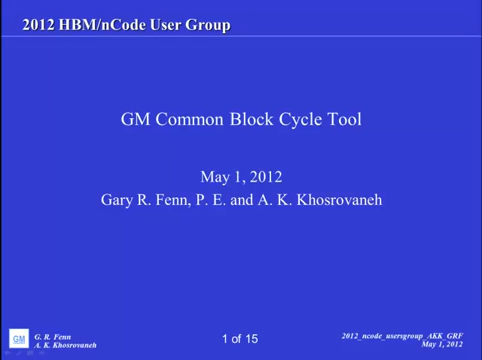 2012 HBM/nCode User Group
GM Common Block Cycle Tool
May 1, 2012
Gary R. Fenn, P. E. and A. K. Khosrovaneh
GM
G. R. Fenn
A. K. Khosrovaneh
1 of 15
2012_ncode_usersgroup_AKK_GRF
May 1, 2012